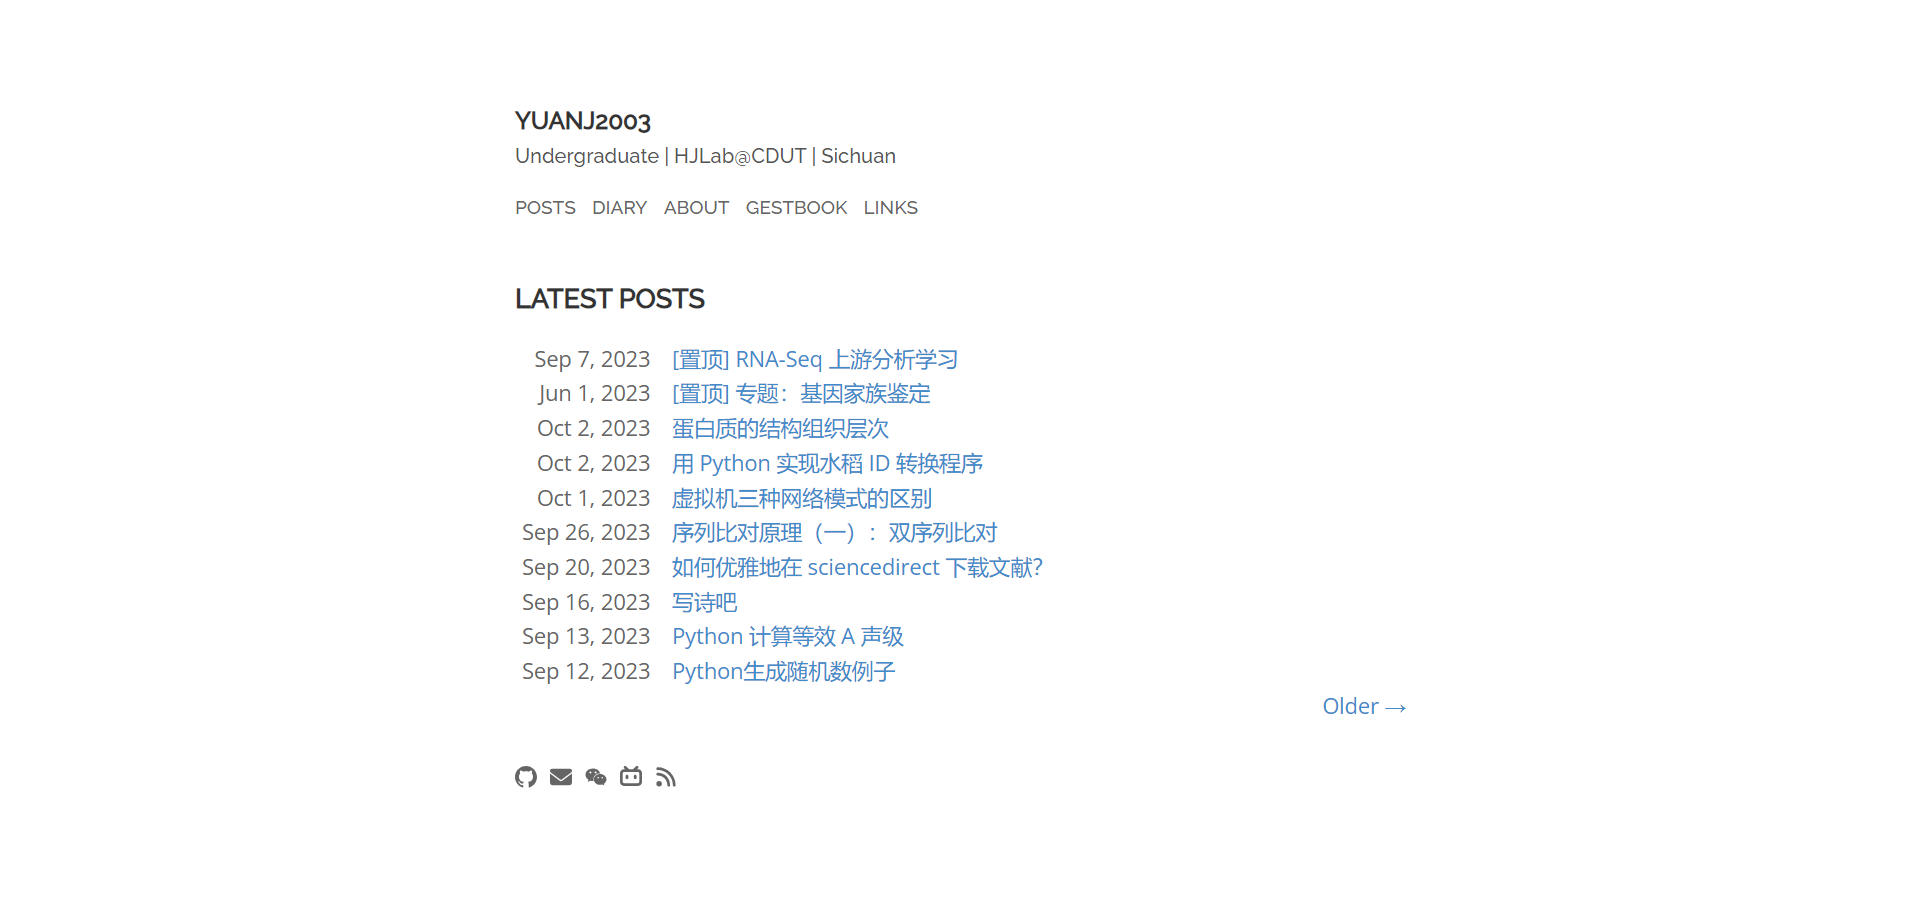 YUANJ2003
Undergraduate | HJLab@CDUT | Sichuan
POSTS DIARY ABOUT GESTBOOK LINKS
LATEST POSTS
Sep 7, 2023 [置顶] RNA-Seq 上游分析学习
Jun 1, 2023 [置顶] 专题：基因家族鉴定
Oct 2, 2023 蛋白质的结构组织层次
Oct 2, 2023 用 Python 实现水稻 ID 转换程序
Oct 1, 2023 虚拟机三种网络模式的区别
Sep 26, 2023 序列比对原理（一）：双序列比对
Sep 20, 2023 如何优雅地在 sciencedirect 下载文献？
Sep 16, 2023 写诗吧
Sep 13, 2023 Python 计算等效 A 声级
Sep 12, 2023 Python生成随机数例子
Older →